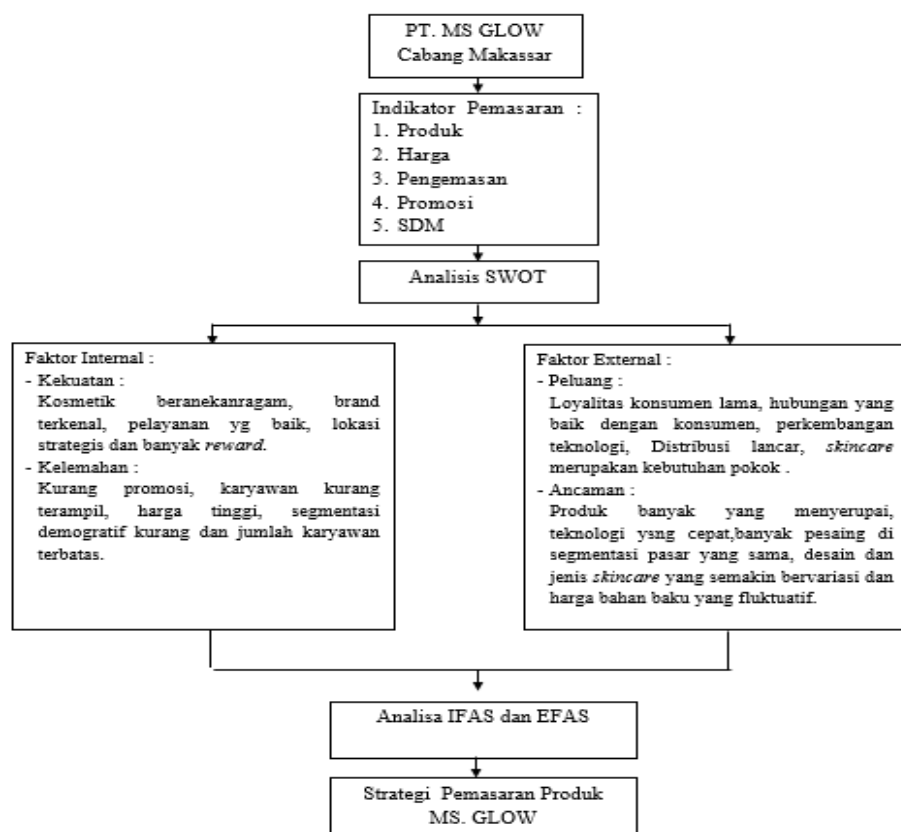 PT. MS GLOW
Cabang Makassar
Indikator Pemasaran :
1. Produk
2. Harga
3. Pengemasan
4. Promosi
5. SDM
Analisis SWOT
Faktor Internal :
- Kekuatan :
Kosmetik beranekanragam, brand
terkenal, pelayanan yg baik, lokasi
strategis dan banyak reward.
- Kelemahan :
Kurang promosi, karyawan kurang
terampil, harga tinggi, segmentasi
demogratif kurang dan jumlah karyawan
terbatas.
Faktor External :
- Peluang :
Loyalitas konsumen lama, hubungan yang
baik dengan konsumen, perkembangan
teknologi, Distribusi lancar, skincare
merupakan kebutuhan pokok .
- Ancaman :
Produk banyak yang menyerupai,
teknologi ysng cepat,banyak pesaing di
segmentasi pasar yang sama, desain dan
jenis skincare yang semakin bervariasi dan
harga bahan baku yang fluktuatif.
Analisa IFAS dan EFAS
Strategi Pemasaran Produk
MS. GLOW